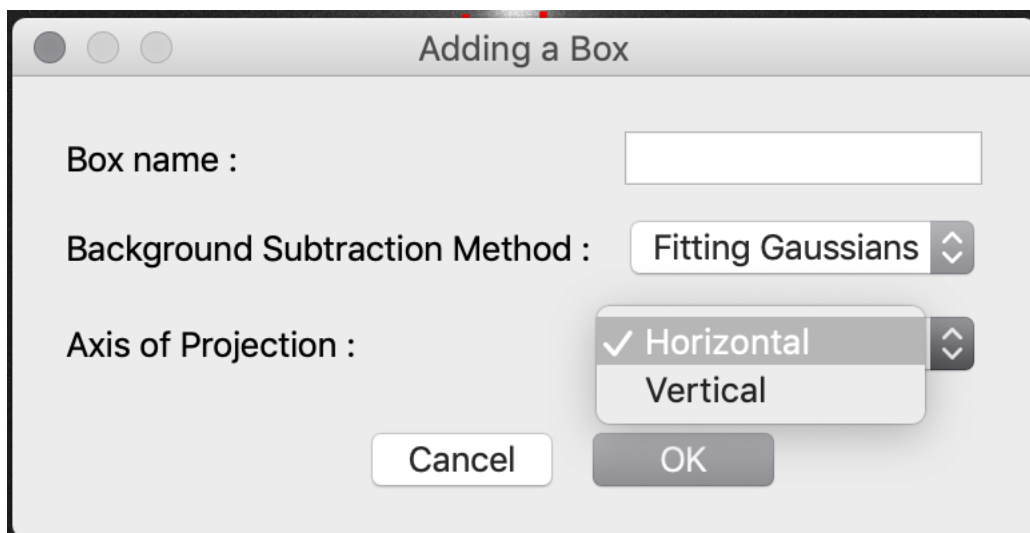 Adding a Box
Box name :
Background Subtraction Method : Fitting Gaussians
Axis of Projection : ✓ Horizontal
Vertical
Cancel OK